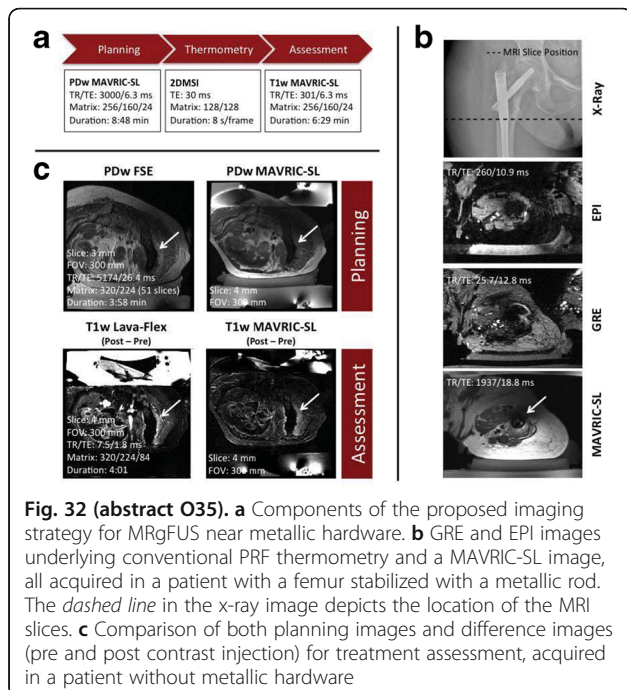 a
Planning
Thermometry
Assessment
PDw MAVRIC-SL
TR/TE: 3000/6.3 ms
Matrix: 256/160/24
Duration: 8:48 min
2DMSI
TE: 30 ms
Matrix: 128/128
Duration: 8 s/frame
T1w MAVRIC-SL
TR/TE: 301/6.3 ms
Matrix: 256/160/24
Duration: 6:29 min
c
PDw FSE
Slice: 3 mm
FOV: 300 mm
TR/TE: 5174/26.4 ms
Matrix: 320/224 (51 slices)
Duration: 3:58 min
PDw MAVRIC-SL
Slice: 4 mm
FOV: 300 mm
Planning
T1w Lava-Flex
(Post – Pre)
Slice: 4 mm
FOV: 300 mm
TR/TE: 7.5/1.8 ms
Matrix: 320/224/84
Duration: 4:01
T1w MAVRIC-SL
(Post – Pre)
Slice: 4 mm
FOV: 300 mm
Assessment
b
--- MRI Slice Position
X-Ray
TR/TE: 260/10.9 ms
EPI
TR/TE: 25.7/12.8 ms
GRE
TR/TE: 1937/18.8 ms
MAVRIC-SL
Fig. 32 (abstract O35). a Components of the proposed imaging
strategy for MRgFUS near metallic hardware. b GRE and EPI images
underlying conventional PRF thermometry and a MAVRIC-SL image,
all acquired in a patient with a femur stabilized with a metallic rod.
The dashed line in the x-ray image depicts the location of the MRI
slices. c Comparison of both planning images and difference images
(pre and post contrast injection) for treatment assessment, acquired
in a patient without metallic hardware